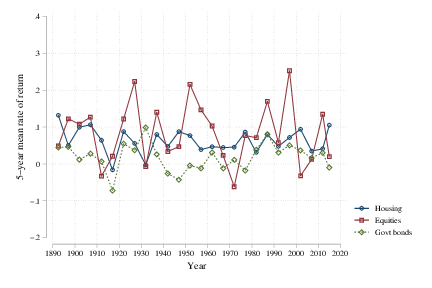 5−year mean rate of return
.4
.3
.2
.1
0
−.1
−.2
1890 1900 1910 1920 1930 1940 1950 1960 1970 1980 1990 2000 2010 2020
Year
Housing
Equities
Govt bonds